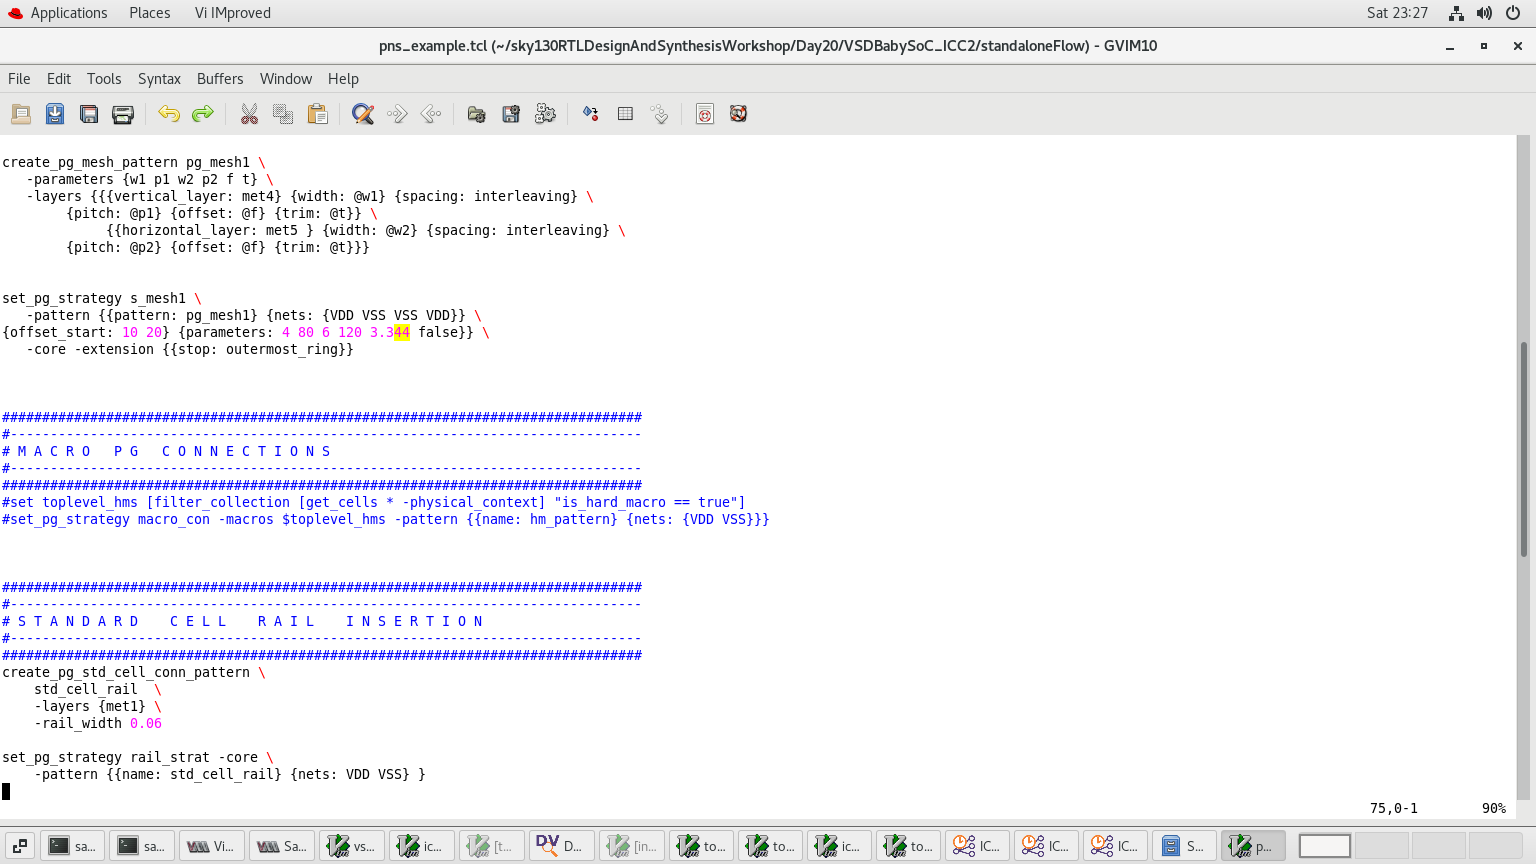 Applications Places Vi IMproved Sat 23:27
pns_example.tcl (~/sky130RTLDesignAndSynthesisWorkshop/Day20/VSDBabySoC_ICC2/standaloneFlow) - GVIM10
File Edit Tools Syntax Buffers Window Help
create_pg_mesh_pattern pg_mesh1 \
   -parameters {w1 p1 w2 p2 f t} \
   -layers {{{vertical_layer: met4} {width: @w1} {spacing: interleaving} \
        {pitch: @p1} {offset: @f} {trim: @t}} \
             {{horizontal_layer: met5 } {width: @w2} {spacing: interleaving} \
        {pitch: @p2} {offset: @f} {trim: @t}}}
set_pg_strategy s_mesh1 \
   -pattern {{pattern: pg_mesh1} {nets: {VDD VSS VSS VDD}} \
{offset_start: 10 20} {parameters: 4 80 6 120 3.344 false}} \
   -core -extension {{stop: outermost_ring}}
################################################################################
#-------------------------------------------------------------------------------
# M A C R O   P G   C O N N E C T I O N S
#-------------------------------------------------------------------------------
################################################################################
#set toplevel_hms [filter_collection [get_cells * -physical_context] "is_hard_macro == true"]
#set_pg_strategy macro_con -macros $toplevel_hms -pattern {{name: hm_pattern} {nets: {VDD VSS}}}
################################################################################
#-------------------------------------------------------------------------------
# S T A N D A R D    C E L L    R A I L    I N S E R T I O N
#-------------------------------------------------------------------------------
################################################################################
create_pg_std_cell_conn_pattern \
    std_cell_rail  \
    -layers {met1} \
    -rail_width 0.06
set_pg_strategy rail_strat -core \
    -pattern {{name: std_cell_rail} {nets: VDD VSS} }
75,0-1 90%
sa... sa... Vi... Sa... vs... ic... [t... DV D... [in... to... to... ic... to... IC... IC... IC... S... p...